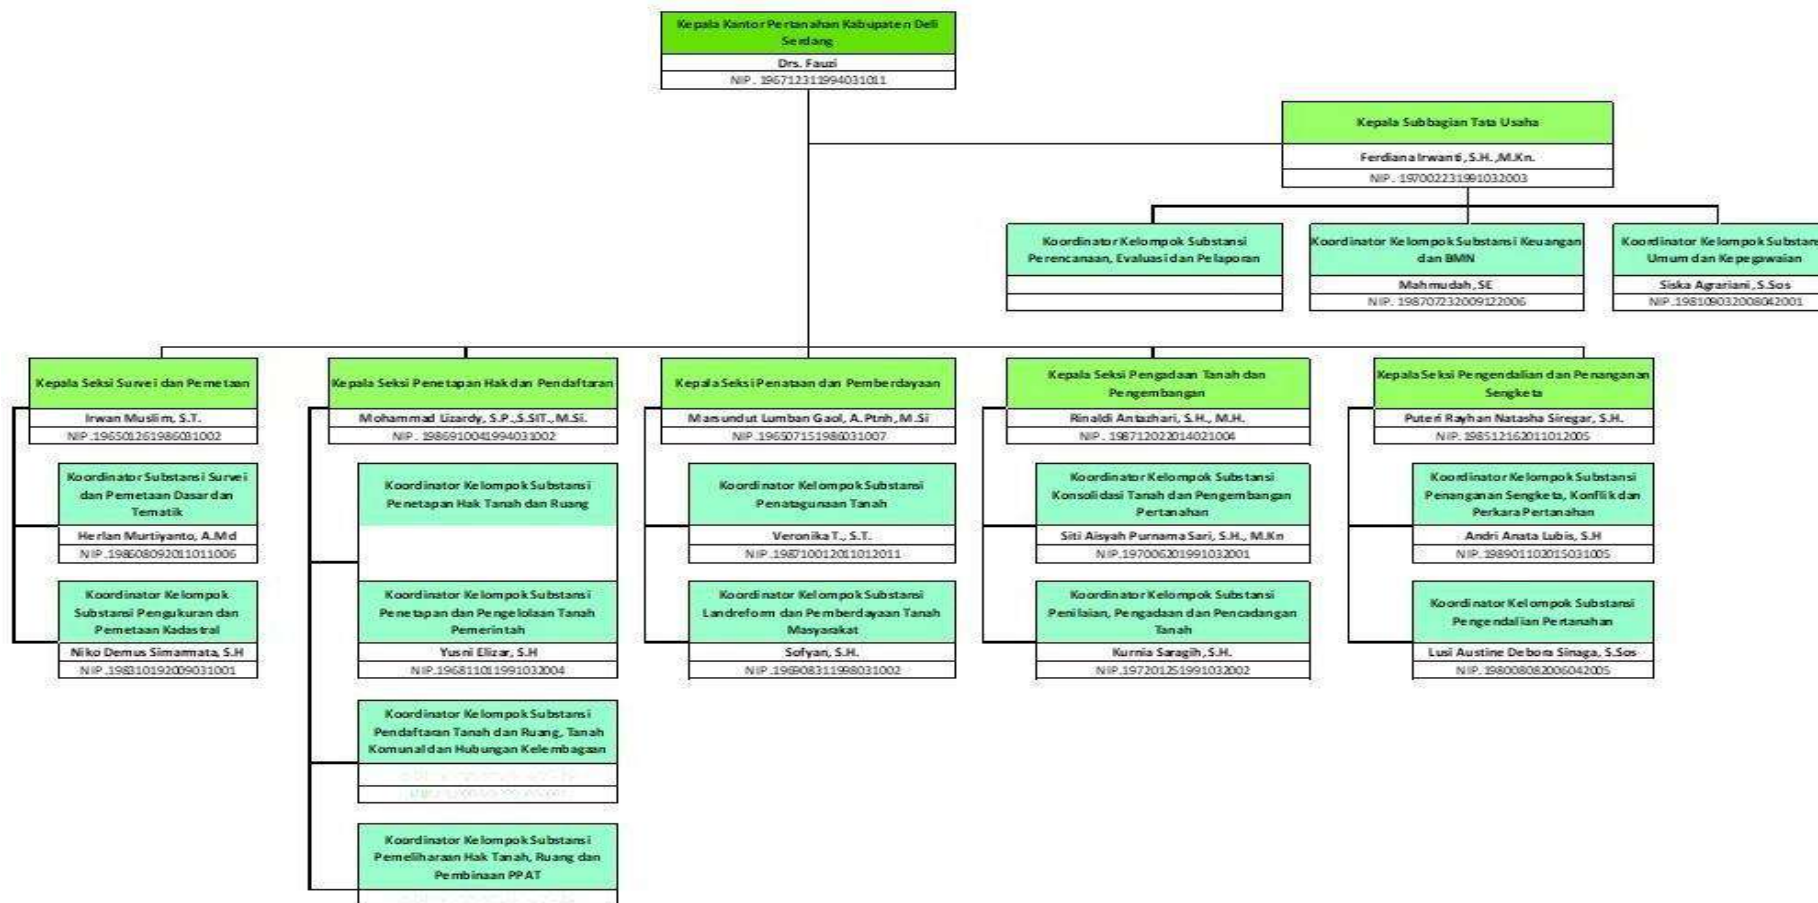 Kepala Kantor Pertanahan Kabupaten Deli
Serdang
Drs. Fauzi
NIP. 196712311994031011
Kepala Subbagian Tata Usaha
Ferdiana Irwanti, S.H., M.Kn.
NIP. 197002231991032003
Koordinator Kelompok Substansi
Perencanaan, Evaluasi dan Pelaporan
Koordinator Kelompok Substansi Keuangan
dan BMN
Mahmudah, SE
NIP. 198707232009122006
Koordinator Kelompok Substans
Umum dan Kepegawaian
Siska Agrariani, S.Sos
NIP.198109032008042001
Kepala Seksi Survei dan Pemetaan
Irwan Muslim, S.T.
NIP.196501261986031002
Koordinator Substansi Survei
dan Pemetaan Dasar dan
Tematik
Herlan Murtiyanto, A.Md
NIP.198608092011011006
Koordinator Kelompok
Substansi Pengukuran dan
Pemetaan Kadastral
Niko Demus Simarmata, S.H
NIP.198310192009031001
Kepala Seksi Penetapan Hak dan Pendaftaran
Mohammad Lizardy, S.P.,S.SIT., M.Si.
NIP. 1986910041994031002
Koordinator Kelompok Substansi
Penetapan Hak Tanah dan Ruang
Koordinator Kelompok Substansi
Penetapan dan Pengelolaan Tanah
Pemerintah
Yusni Elizar, S.H
NIP.196811011991032004
Koordinator Kelompok Substansi
Pendaftaran Tanah dan Ruang, Tanah
Komunal dan Hubungan Kelembagaan
Koordinator Kelompok Substansi
Pemeliharaan Hak Tanah, Ruang dan
Pembinaan PPAT
Kepala Seksi Penataan dan Pemberdayaan
Marsundut Lumban Gaol, A.Ptnh, M.Si
NIP.196507151986031007
Koordinator Kelompok Substansi
Penatagunaan Tanah
Veronika T., S.T.
NIP.198710012011012011
Koordinator Kelompok Substansi
Landreform dan Pemberdayaan Tanah
Masyarakat
Sofyan, S.H.
NIP.196908311998031002
Kepala Seksi Pengadaan Tanah dan
Pengembangan
Rinaldi Antazhari, S.H., M.H.
NIP. 198712022014021004
Koordinator Kelompok Substansi
Konsolidasi Tanah dan Pengembangan
Pertanahan
Siti Aisyah Purnama Sari, S.H., M.Kn
NIP.197006201991032001
Koordinator Kelompok Substansi
Penilaian, Pengadaan dan Pencadangan
Tanah
Kurnia Saragih, S.H.
NIP.197201251991032002
Kepala Seksi Pengendalian dan Penanganan
Sengketa
Puteri Rayhan Natasha Siregar, S.H.
NIP. 198512162011012005
Koordinator Kelompok Substansi
Penanganan Sengketa, Konflik dan
Perkara Pertanahan
Andri Anata Lubis, S.H
NIP. 198901102015031005
Koordinator Kelompok Substansi
Pengendalian Pertanahan
Lusi Austine Debora Sinaga, S.Sos
NIP. 198008082006042005